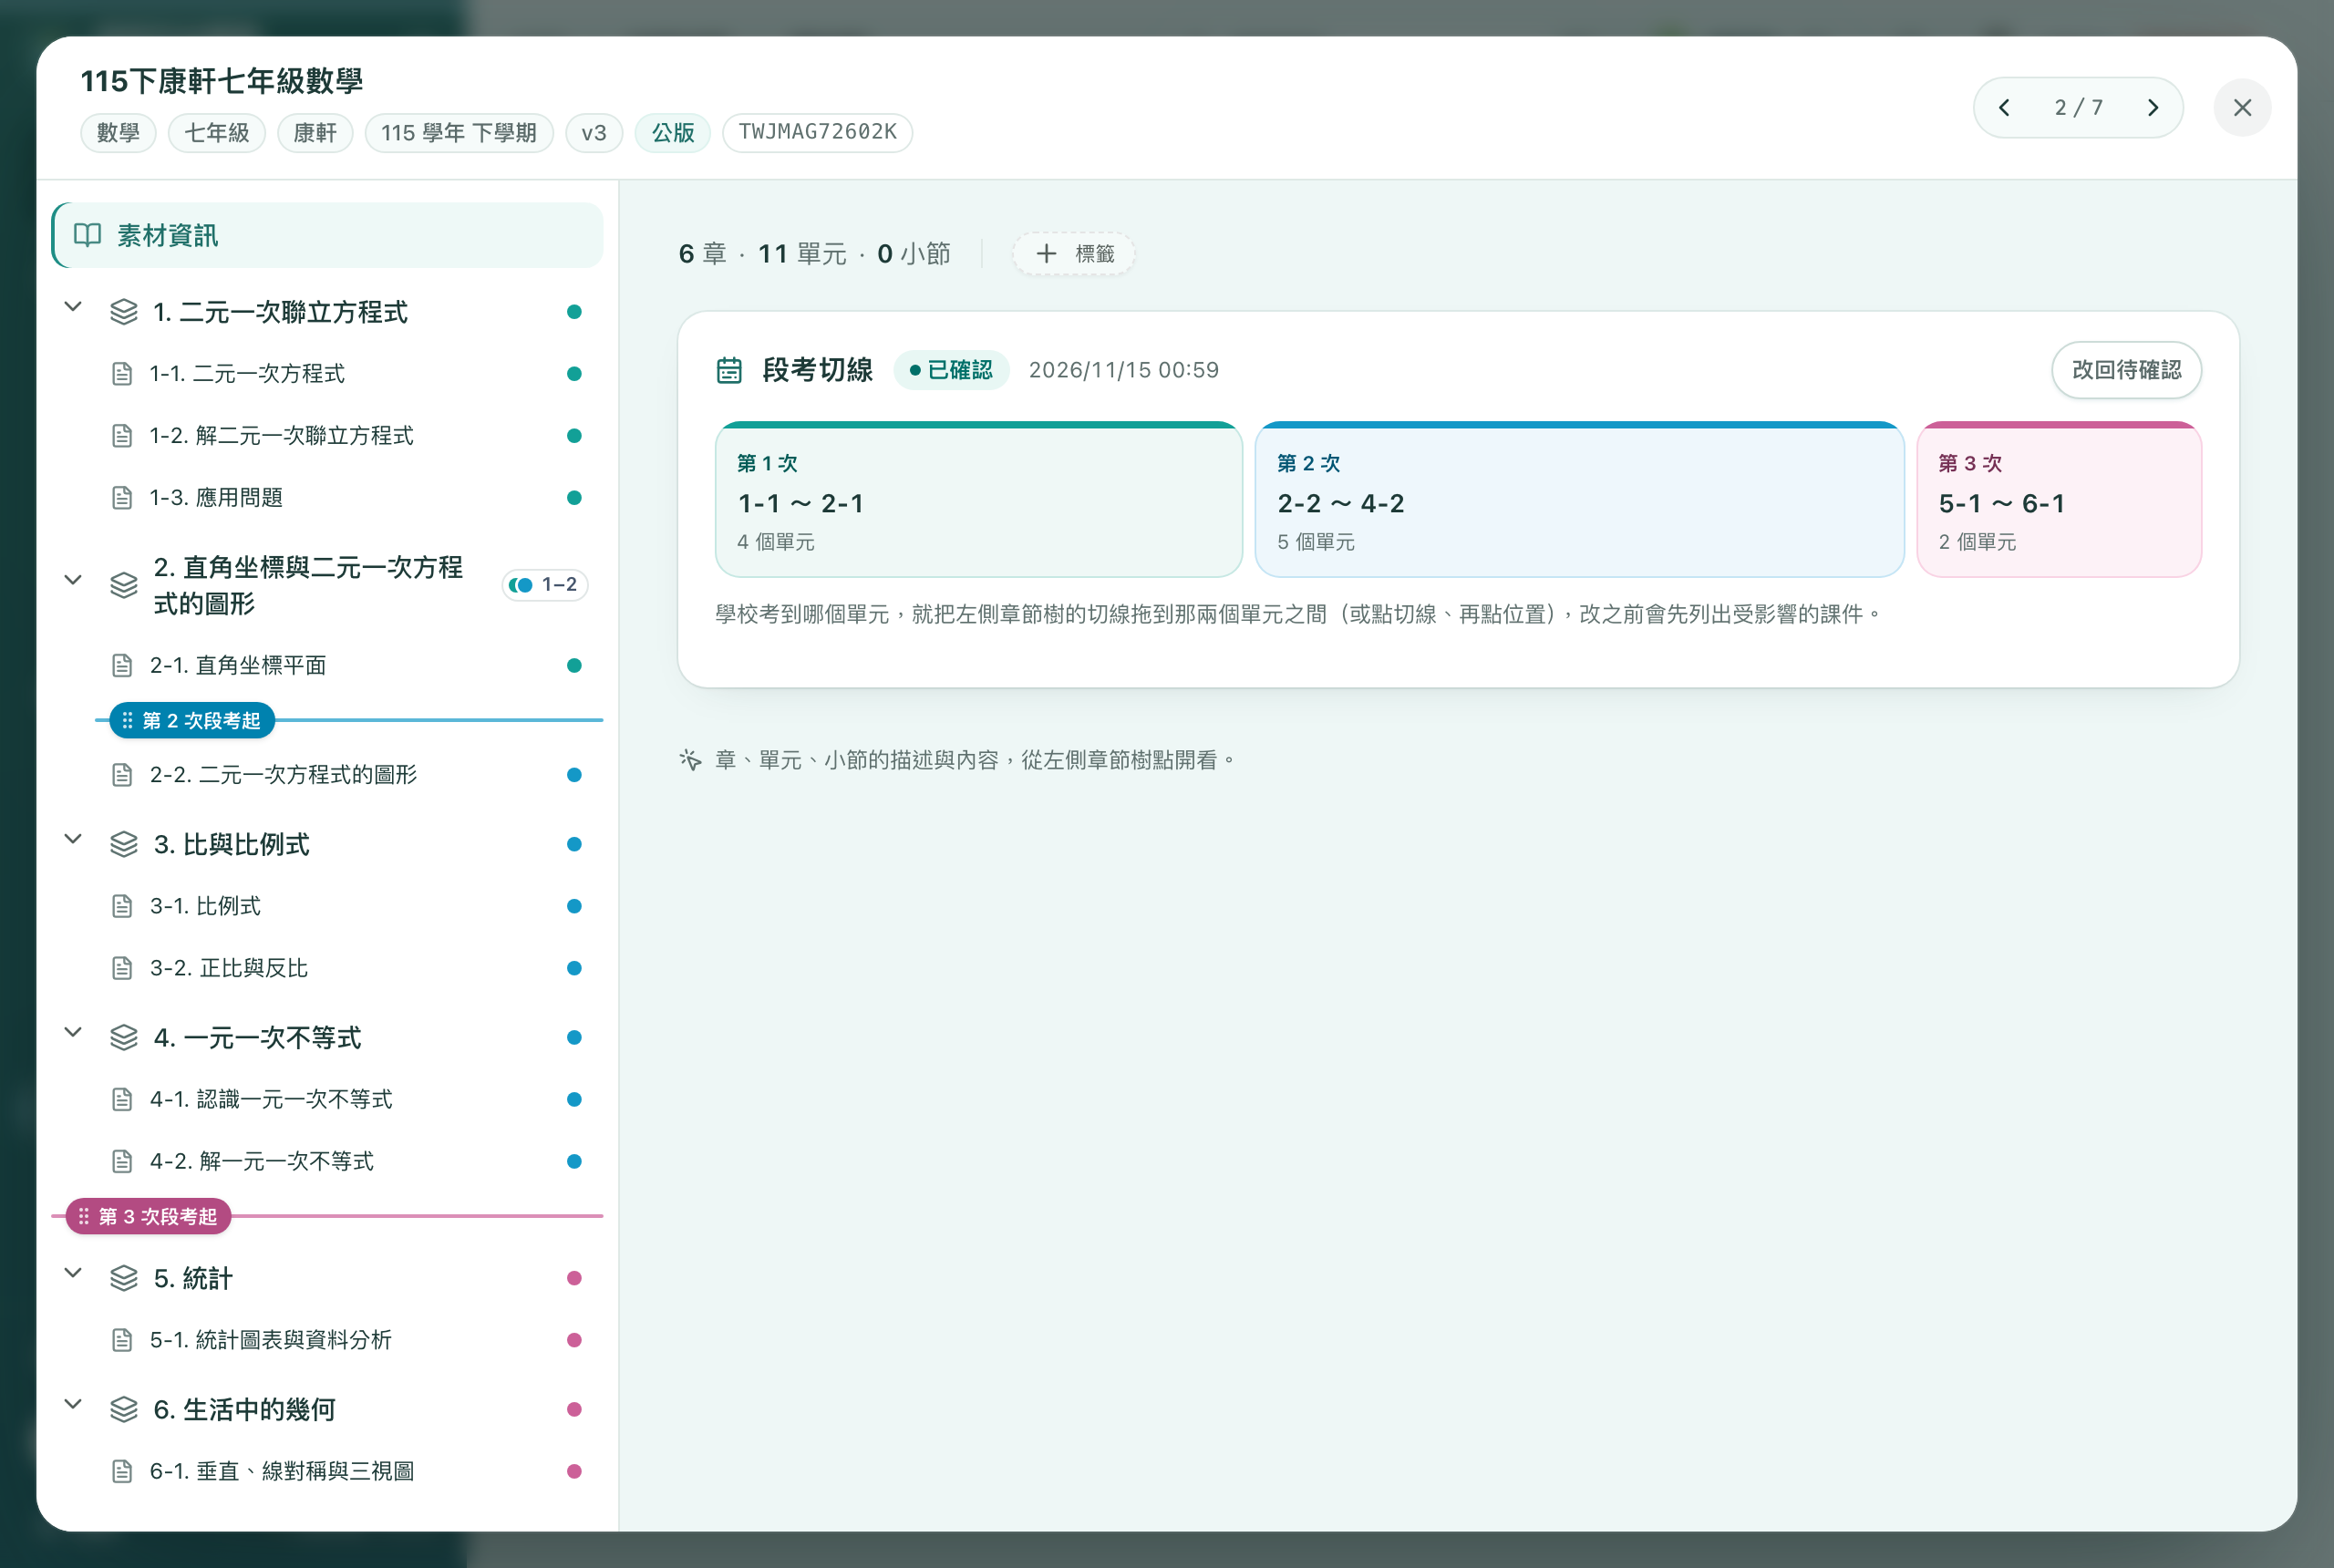 115下康軒七年級數學
數學 七年級 康軒 115 學年 下學期 v3 公版 TWJMAG72602K
2 / 7
素材資訊
1. 二元一次聯立方程式
1-1. 二元一次方程式
1-2. 解二元一次聯立方程式
1-3. 應用問題
2. 直角坐標與二元一次方程
式的圖形
1–2
2-1. 直角坐標平面
第 2 次段考起
2-2. 二元一次方程式的圖形
3. 比與比例式
3-1. 比例式
3-2. 正比與反比
4. 一元一次不等式
4-1. 認識一元一次不等式
4-2. 解一元一次不等式
第 3 次段考起
5. 統計
5-1. 統計圖表與資料分析
6. 生活中的幾何
6-1. 垂直、線對稱與三視圖
6 章 · 11 單元 · 0 小節
標籤
段考切線 已確認 2026/11/15 00:59
改回待確認
第 1 次
1-1 ～ 2-1
4 個單元
第 2 次
2-2 ～ 4-2
5 個單元
第 3 次
5-1 ～ 6-1
2 個單元
學校考到哪個單元，就把左側章節樹的切線拖到那兩個單元之間（或點切線、再點位置），改之前會先列出受影響的課件。
章、單元、小節的描述與內容，從左側章節樹點開看。